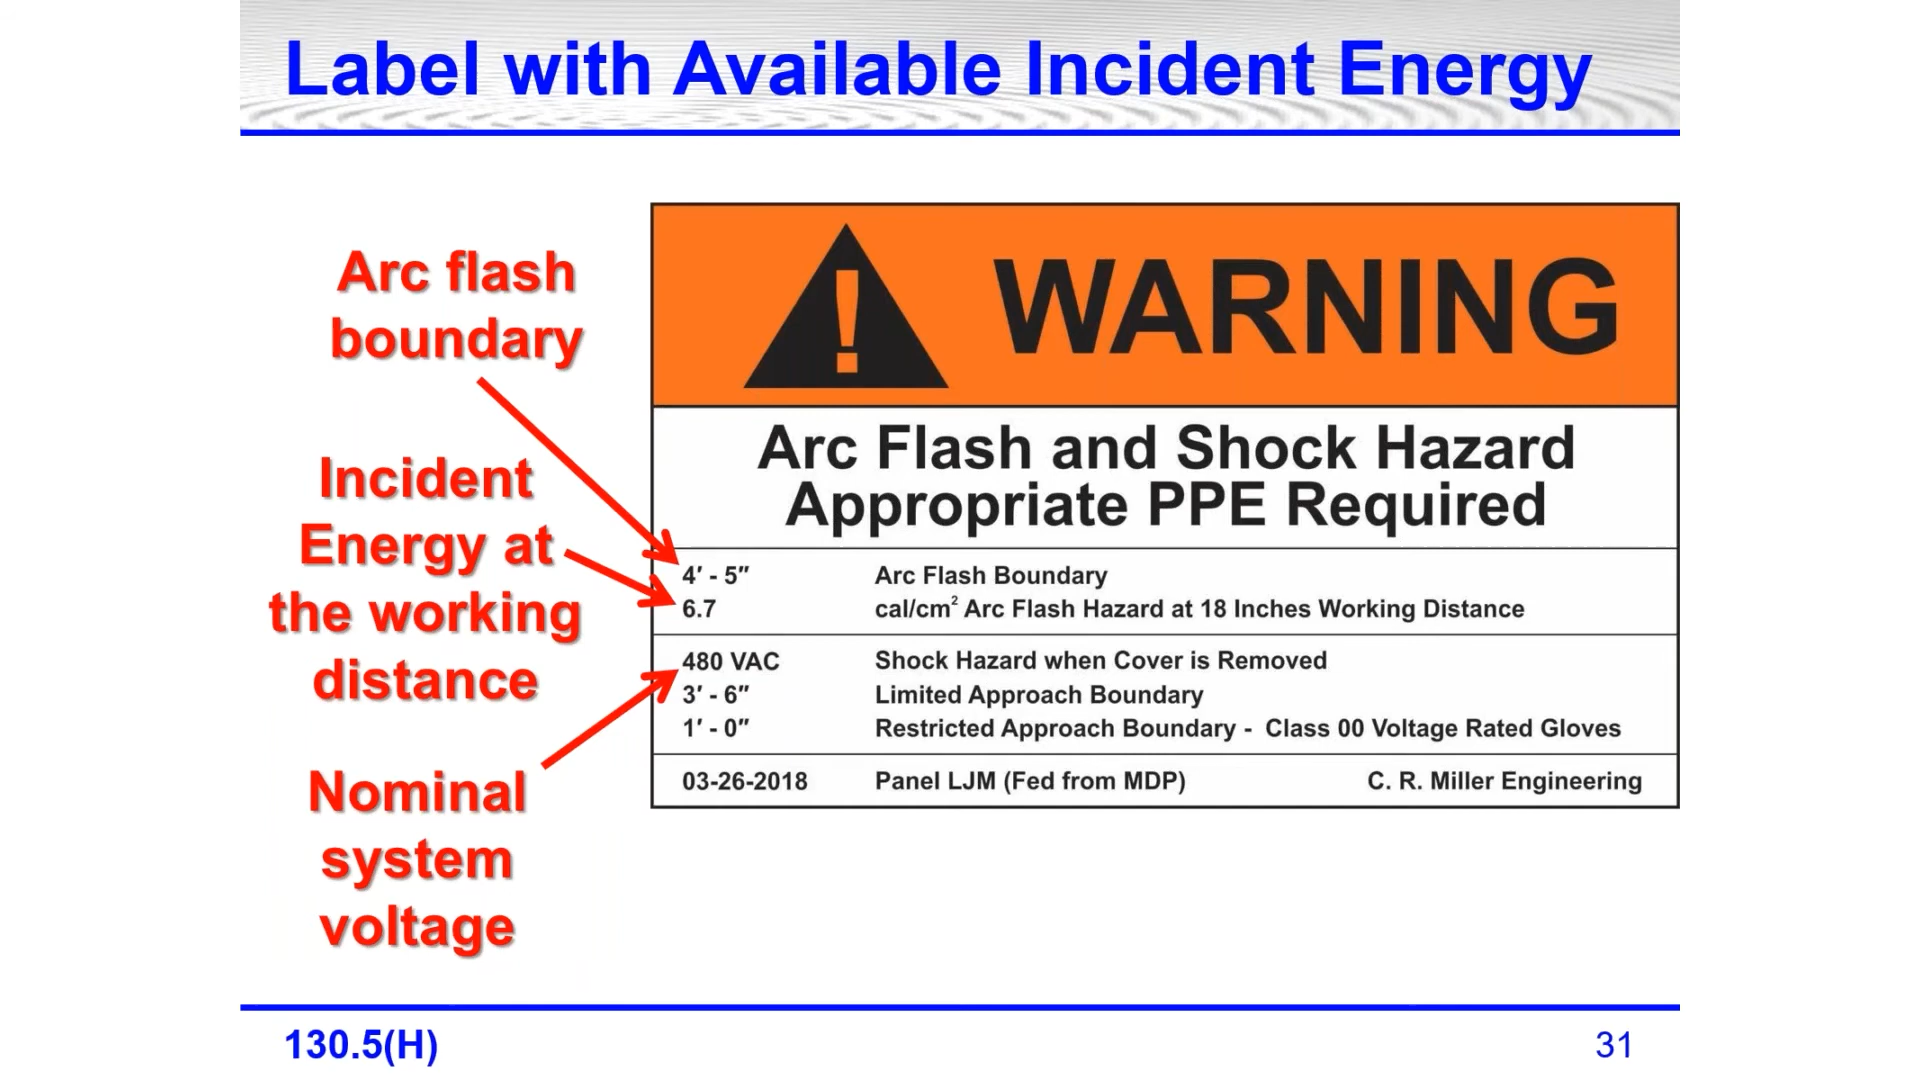 Label with Available Incident Energy
Arc flash
boundary
Incident
Energy at
the working
distance
Nominal
system
voltage
WARNING
Arc Flash and Shock Hazard
Appropriate PPE Required
4′ - 5″ Arc Flash Boundary
6.7 cal/cm² Arc Flash Hazard at 18 Inches Working Distance
480 VAC Shock Hazard when Cover is Removed
3′ - 6″ Limited Approach Boundary
1′ - 0″ Restricted Approach Boundary - Class 00 Voltage Rated Gloves
03-26-2018 Panel LJM (Fed from MDP) C. R. Miller Engineering
130.5(H)
31